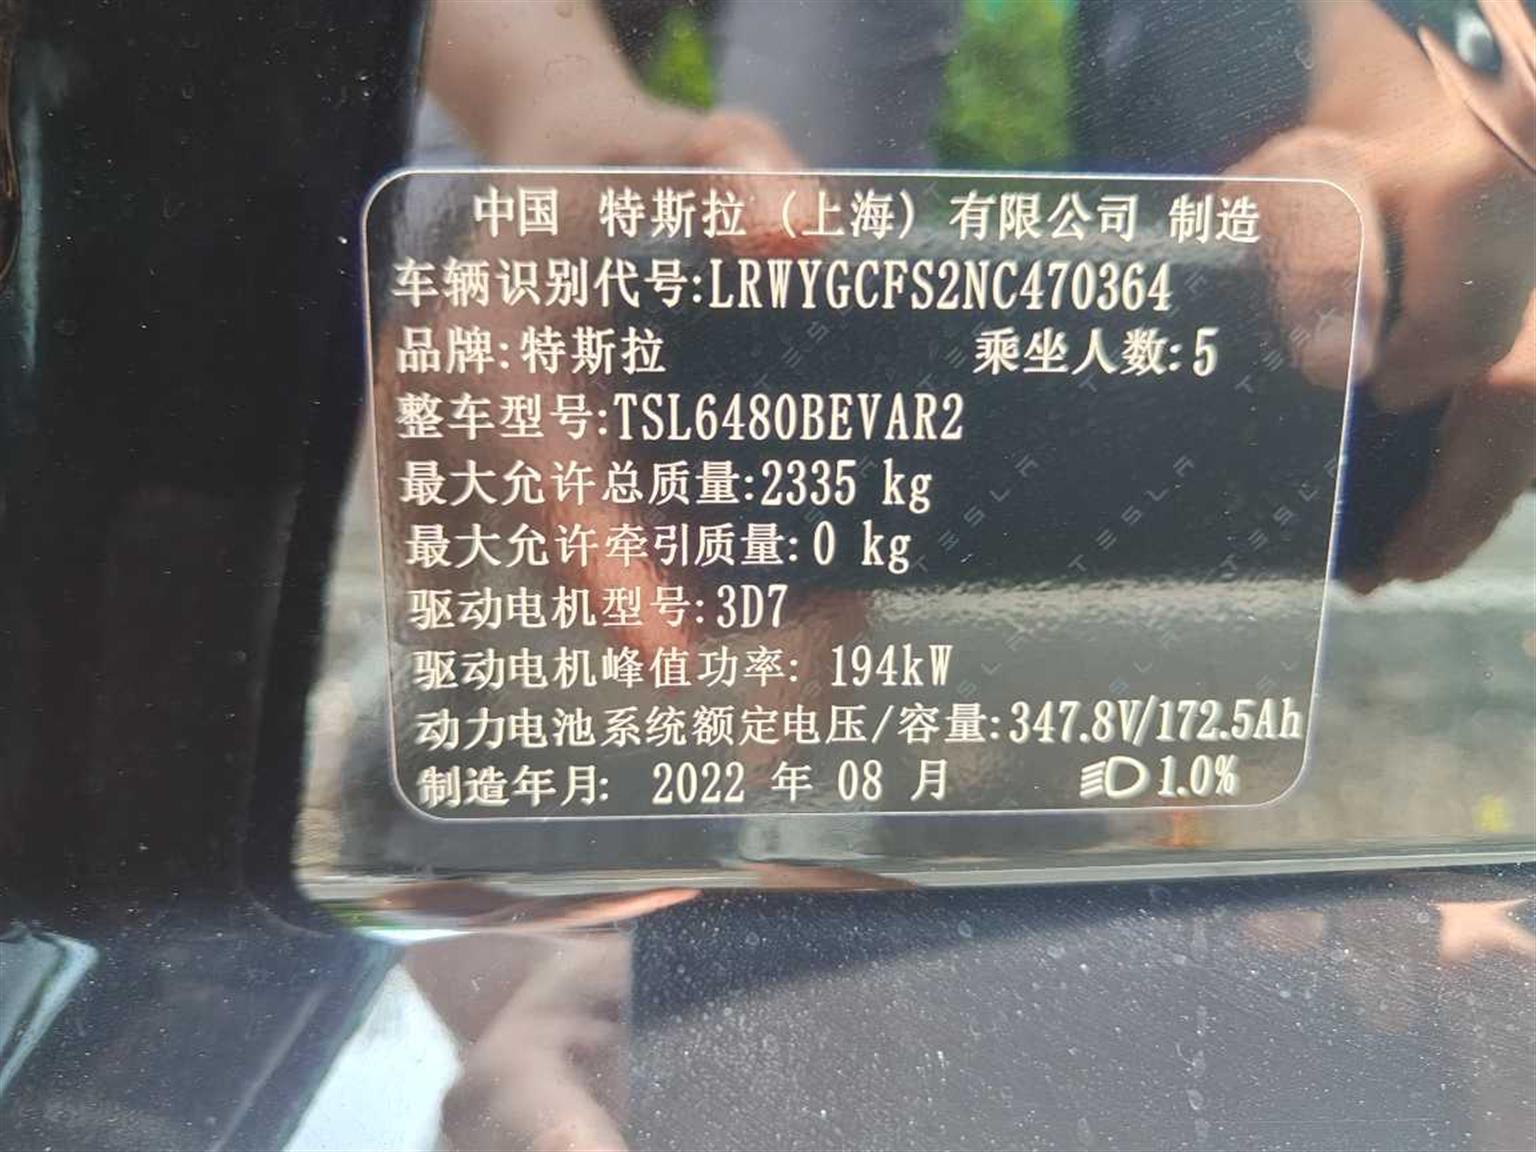 中国 特斯拉（上海）有限公司 制造
车辆识别代号:LRWYGCFS2NC470364
品牌:特斯拉 乘坐人数:5
整车型号:TSL6480BEVAR2
最大允许总质量:2335 kg
最大允许牵引质量:0 kg
驱动电机型号:3D7
驱动电机峰值功率: 194kW
动力电池系统额定电压/容量:347.8V/172.5Ah
制造年月: 2022 年 08 月 1.0%